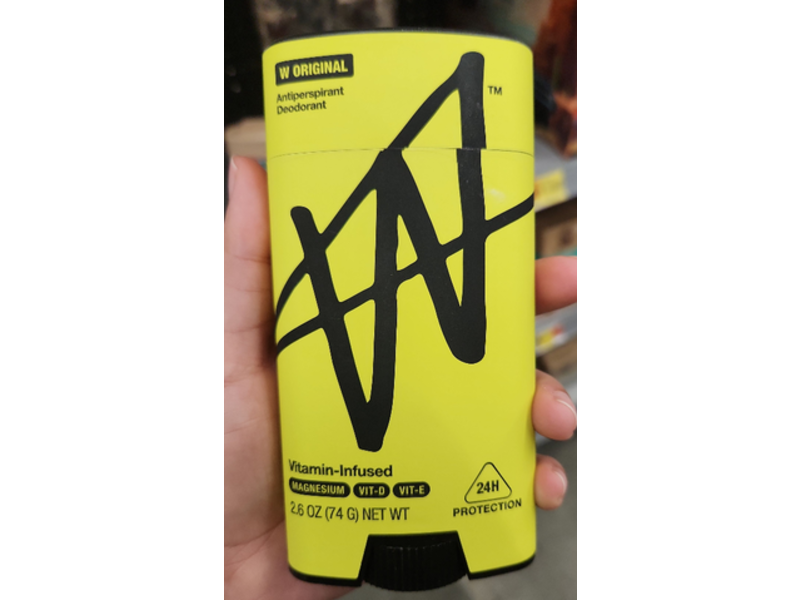 W ORIGINAL
Antiperspirant
Deodorant
W
TM
Vitamin-Infused
MAGNESIUM VIT-D VIT-E
24H
2.6 OZ (74 G) NET WT
PROTECTION